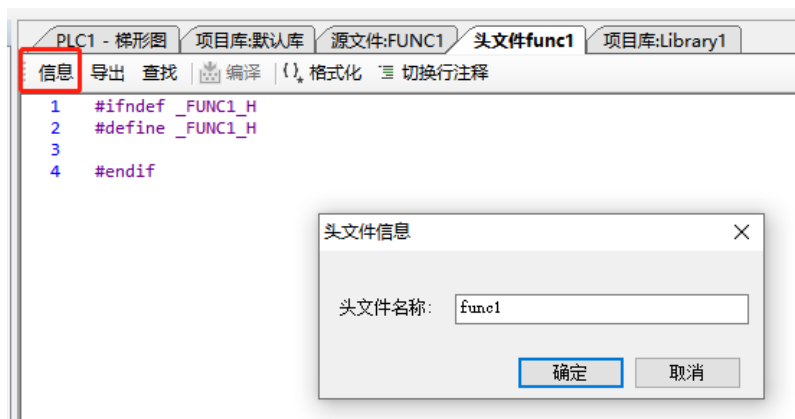 PLC1 - 梯形图 项目库:默认库 源文件:FUNC1 头文件func1 项目库:Library1
信息 导出 查找 编译 格式化 切换行注释
1 #ifndef _FUNC1_H
2 #define _FUNC1_H
3
4 #endif
头文件信息
头文件名称: func1
确定 取消